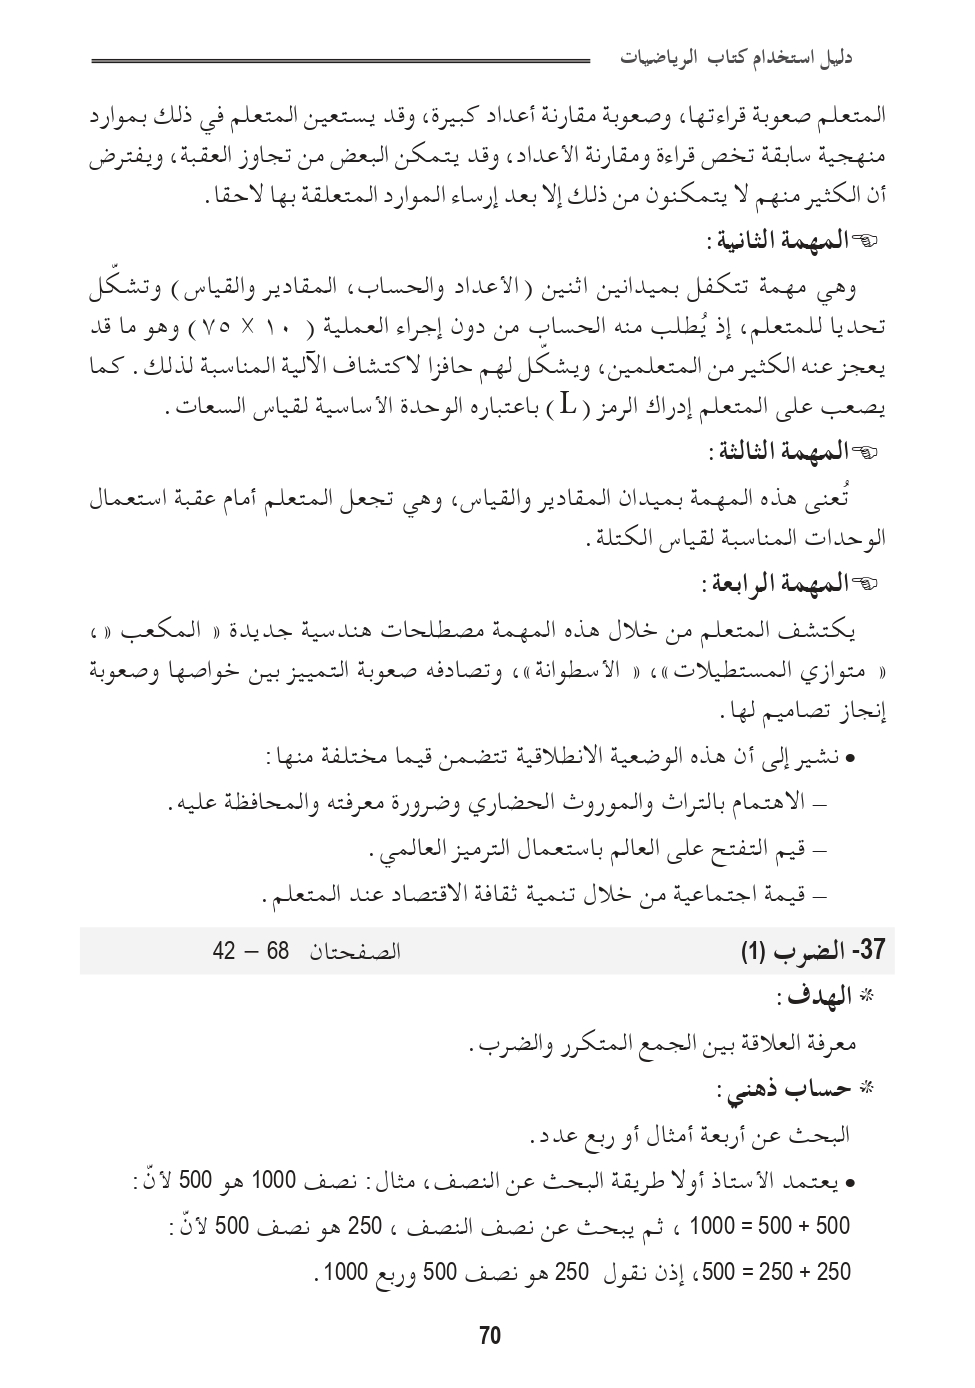 دليل استخدام كتاب الرياضيات
المتعلم صعوبة قراءتها، وصعوبة مقارنة أعداد كبيرة، وقد يستعين المتعلم في ذلك بموارد
منهجية سابقة تخص قراءة ومقارنة الأعداد، وقد يتمكن البعض من تجاوز العقبة، ويفترض
أن الكثير منهم لا يتمكنون من ذلك إلا بعد إرساء الموارد المتعلقة بها لاحقا.
☜المهمة الثانية:
وهي مهمة تتكفل بميدانين اثنين (الأعداد والحساب، المقادير والقياس) وتشكّل
تحديا للمتعلم، إذ يُطلب منه الحساب من دون إجراء العملية ( ١٠ × ٧٥) وهو ما قد
يعجز عنه الكثير من المتعلمين، ويشكّل لهم حافزا لاكتشاف الآلية المناسبة لذلك. كما
يصعب على المتعلم إدراك الرمز (L) باعتباره الوحدة الأساسية لقياس السعات.
☜المهمة الثالثة:
تُعنى هذه المهمة بميدان المقادير والقياس، وهي تجعل المتعلم أمام عقبة استعمال
الوحدات المناسبة لقياس الكتلة.
☜المهمة الرابعة:
يكتشف المتعلم من خلال هذه المهمة مصطلحات هندسية جديدة « المكعب «،
« متوازي المستطيلات»، « الأسطوانة»، وتصادفه صعوبة التمييز بين خواصها وصعوبة
إنجاز تصاميم لها.
• نشير إلى أن هذه الوضعية الانطلاقية تتضمن قيما مختلفة منها:
– الاهتمام بالتراث والموروث الحضاري وضرورة معرفته والمحافظة عليه.
– قيم التفتح على العالم باستعمال الترميز العالمي.
– قيمة اجتماعية من خلال تنمية ثقافة الاقتصاد عند المتعلم.
37- الضرب (1) الصفحتان 68 – 42
* الهدف:
معرفة العلاقة بين الجمع المتكرر والضرب.
* حساب ذهني:
البحث عن أربعة أمثال أو ربع عدد.
• يعتمد الأستاذ أولا طريقة البحث عن النصف، مثال: نصف 1000 هو 500 لأنّ:
1000 = 500 + 500 ، ثم يبحث عن نصف النصف ، 250 هو نصف 500 لأنّ:
500 = 250 + 250، إذن نقول 250 هو نصف 500 وربع 1000.
70